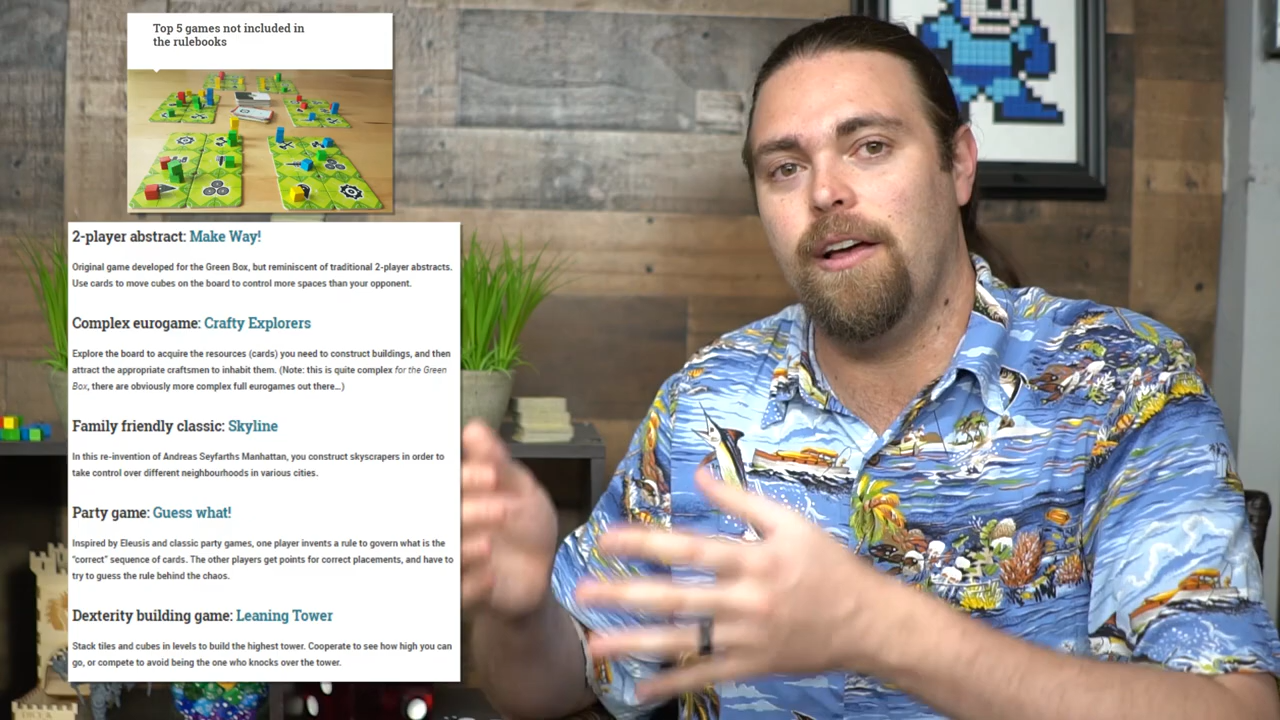 Top 5 games not included in
the rulebooks
2-player abstract: Make Way!
Original game developed for the Green Box, but reminiscent of traditional 2-player abstracts.
Use cards to move cubes on the board to control more spaces than your opponent.
Complex eurogame: Crafty Explorers
Explore the board to acquire the resources (cards) you need to construct buildings, and then
attract the appropriate craftsmen to inhabit them. (Note: this is quite complex for the Green
Box, there are obviously more complex full eurogames out there...)
Family friendly classic: Skyline
In this re-invention of Andreas Seyfarths Manhattan, you construct skyscrapers in order to
take control over different neighbourhoods in various cities.
Party game: Guess what!
Inspired by Eleusis and classic party games, one player invents a rule to govern what is the
"correct" sequence of cards. The other players get points for correct placements, and have to
try to guess the rule behind the chaos.
Dexterity building game: Leaning Tower
Stack tiles and cubes in levels to build the highest tower. Cooperate to see how high you can
go, or compete to avoid being the one who knocks over the tower.